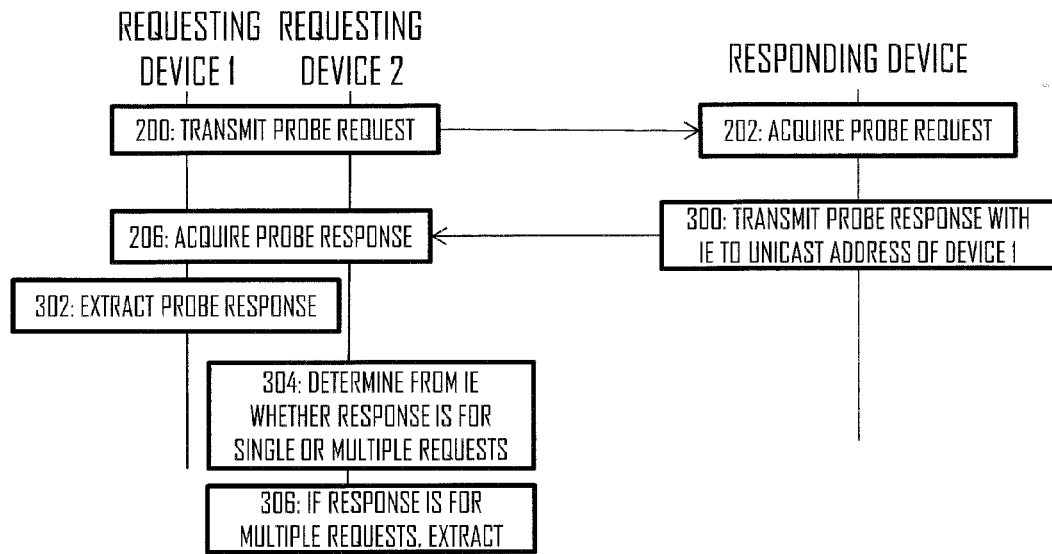 REQUESTING
DEVICE 1
REQUESTING
DEVICE 2
RESPONDING DEVICE
200: TRANSMIT PROBE REQUEST
202: ACQUIRE PROBE REQUEST
300: TRANSMIT PROBE RESPONSE WITH
IE TO UNICAST ADDRESS OF DEVICE 1
206: ACQUIRE PROBE RESPONSE
302: EXTRACT PROBE RESPONSE
304: DETERMINE FROM IE
WHETHER RESPONSE IS FOR
SINGLE OR MULTIPLE REQUESTS
306: IF RESPONSE IS FOR
MULTIPLE REQUESTS, EXTRACT